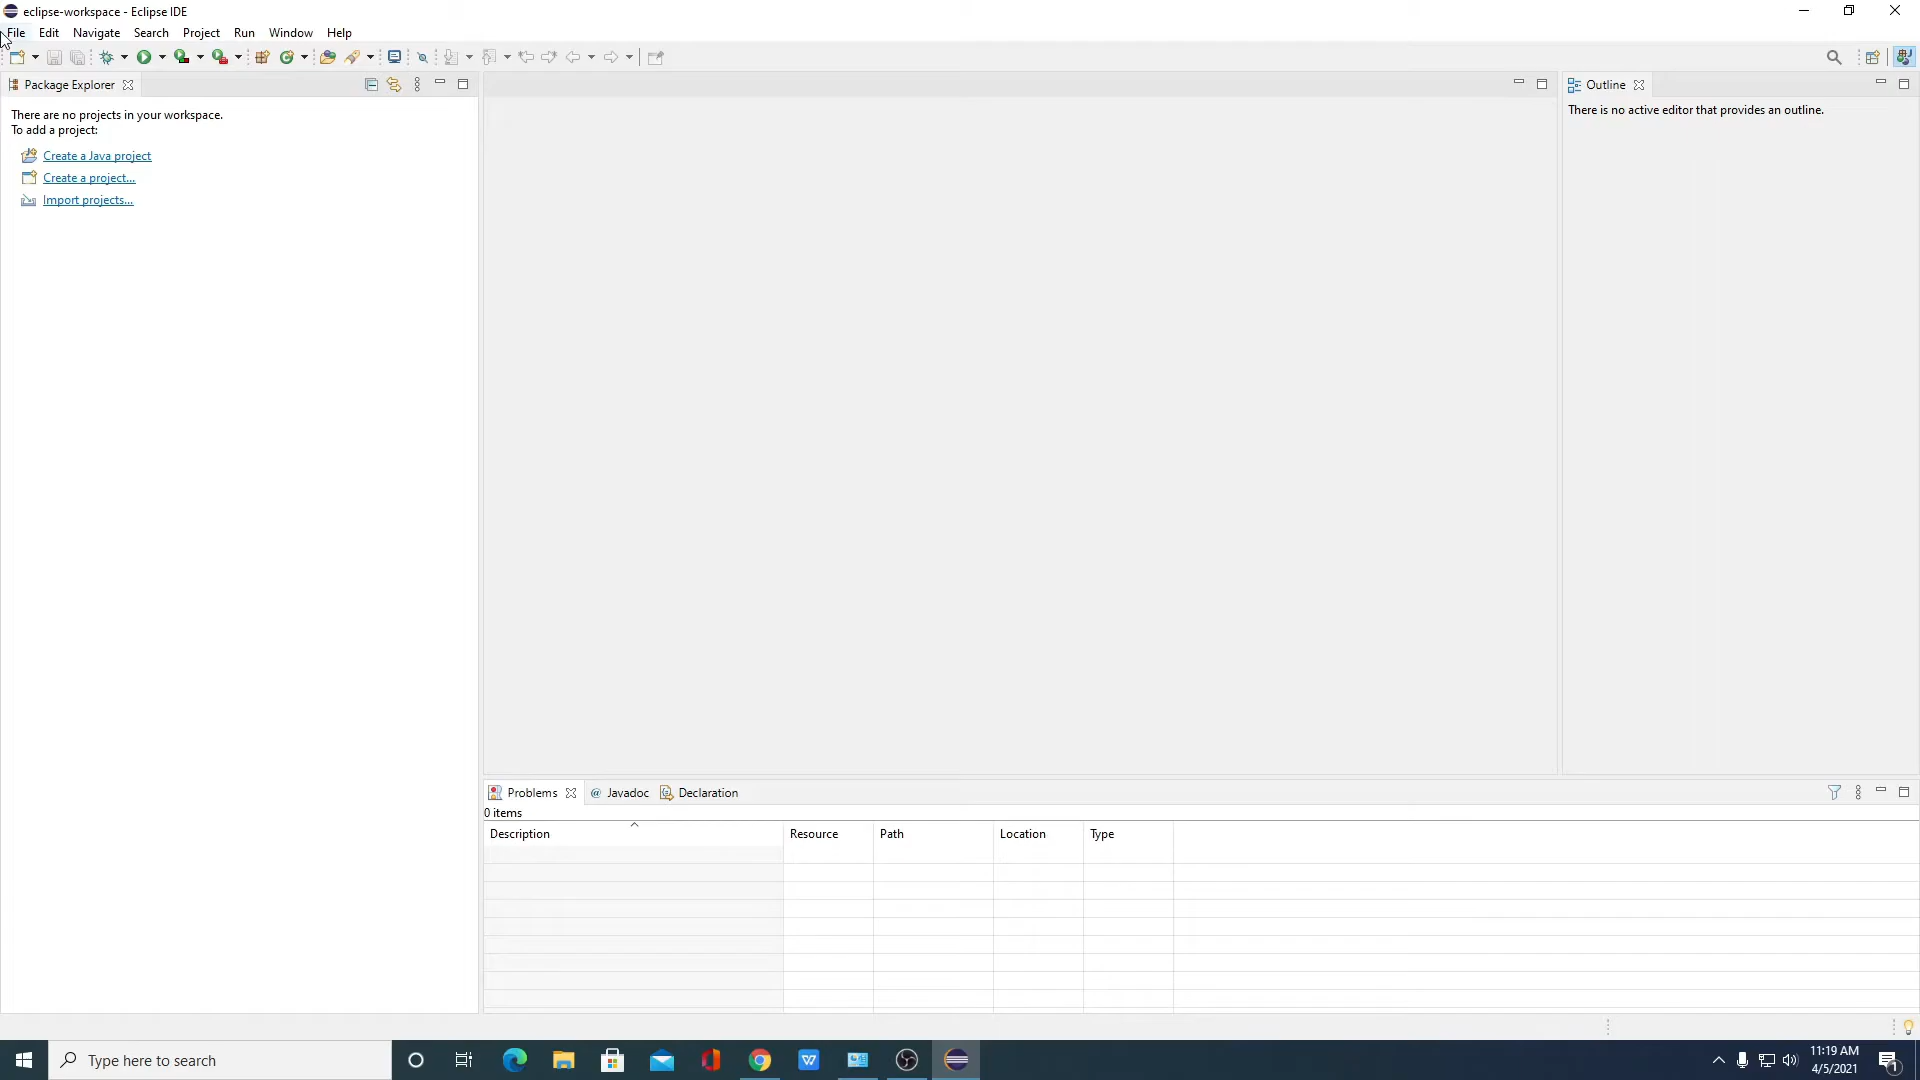 eclipse-workspace - Eclipse IDE
File Edit Navigate Search Project Run Window Help
Package Explorer
There are no projects in your workspace.
To add a project:
Create a Java project
Create a project...
Import projects...
Outline
There is no active editor that provides an outline.
Problems Javadoc Declaration
0 items
Description Resource Path Location Type
Type here to search
11:19 AM
4/5/2021
1